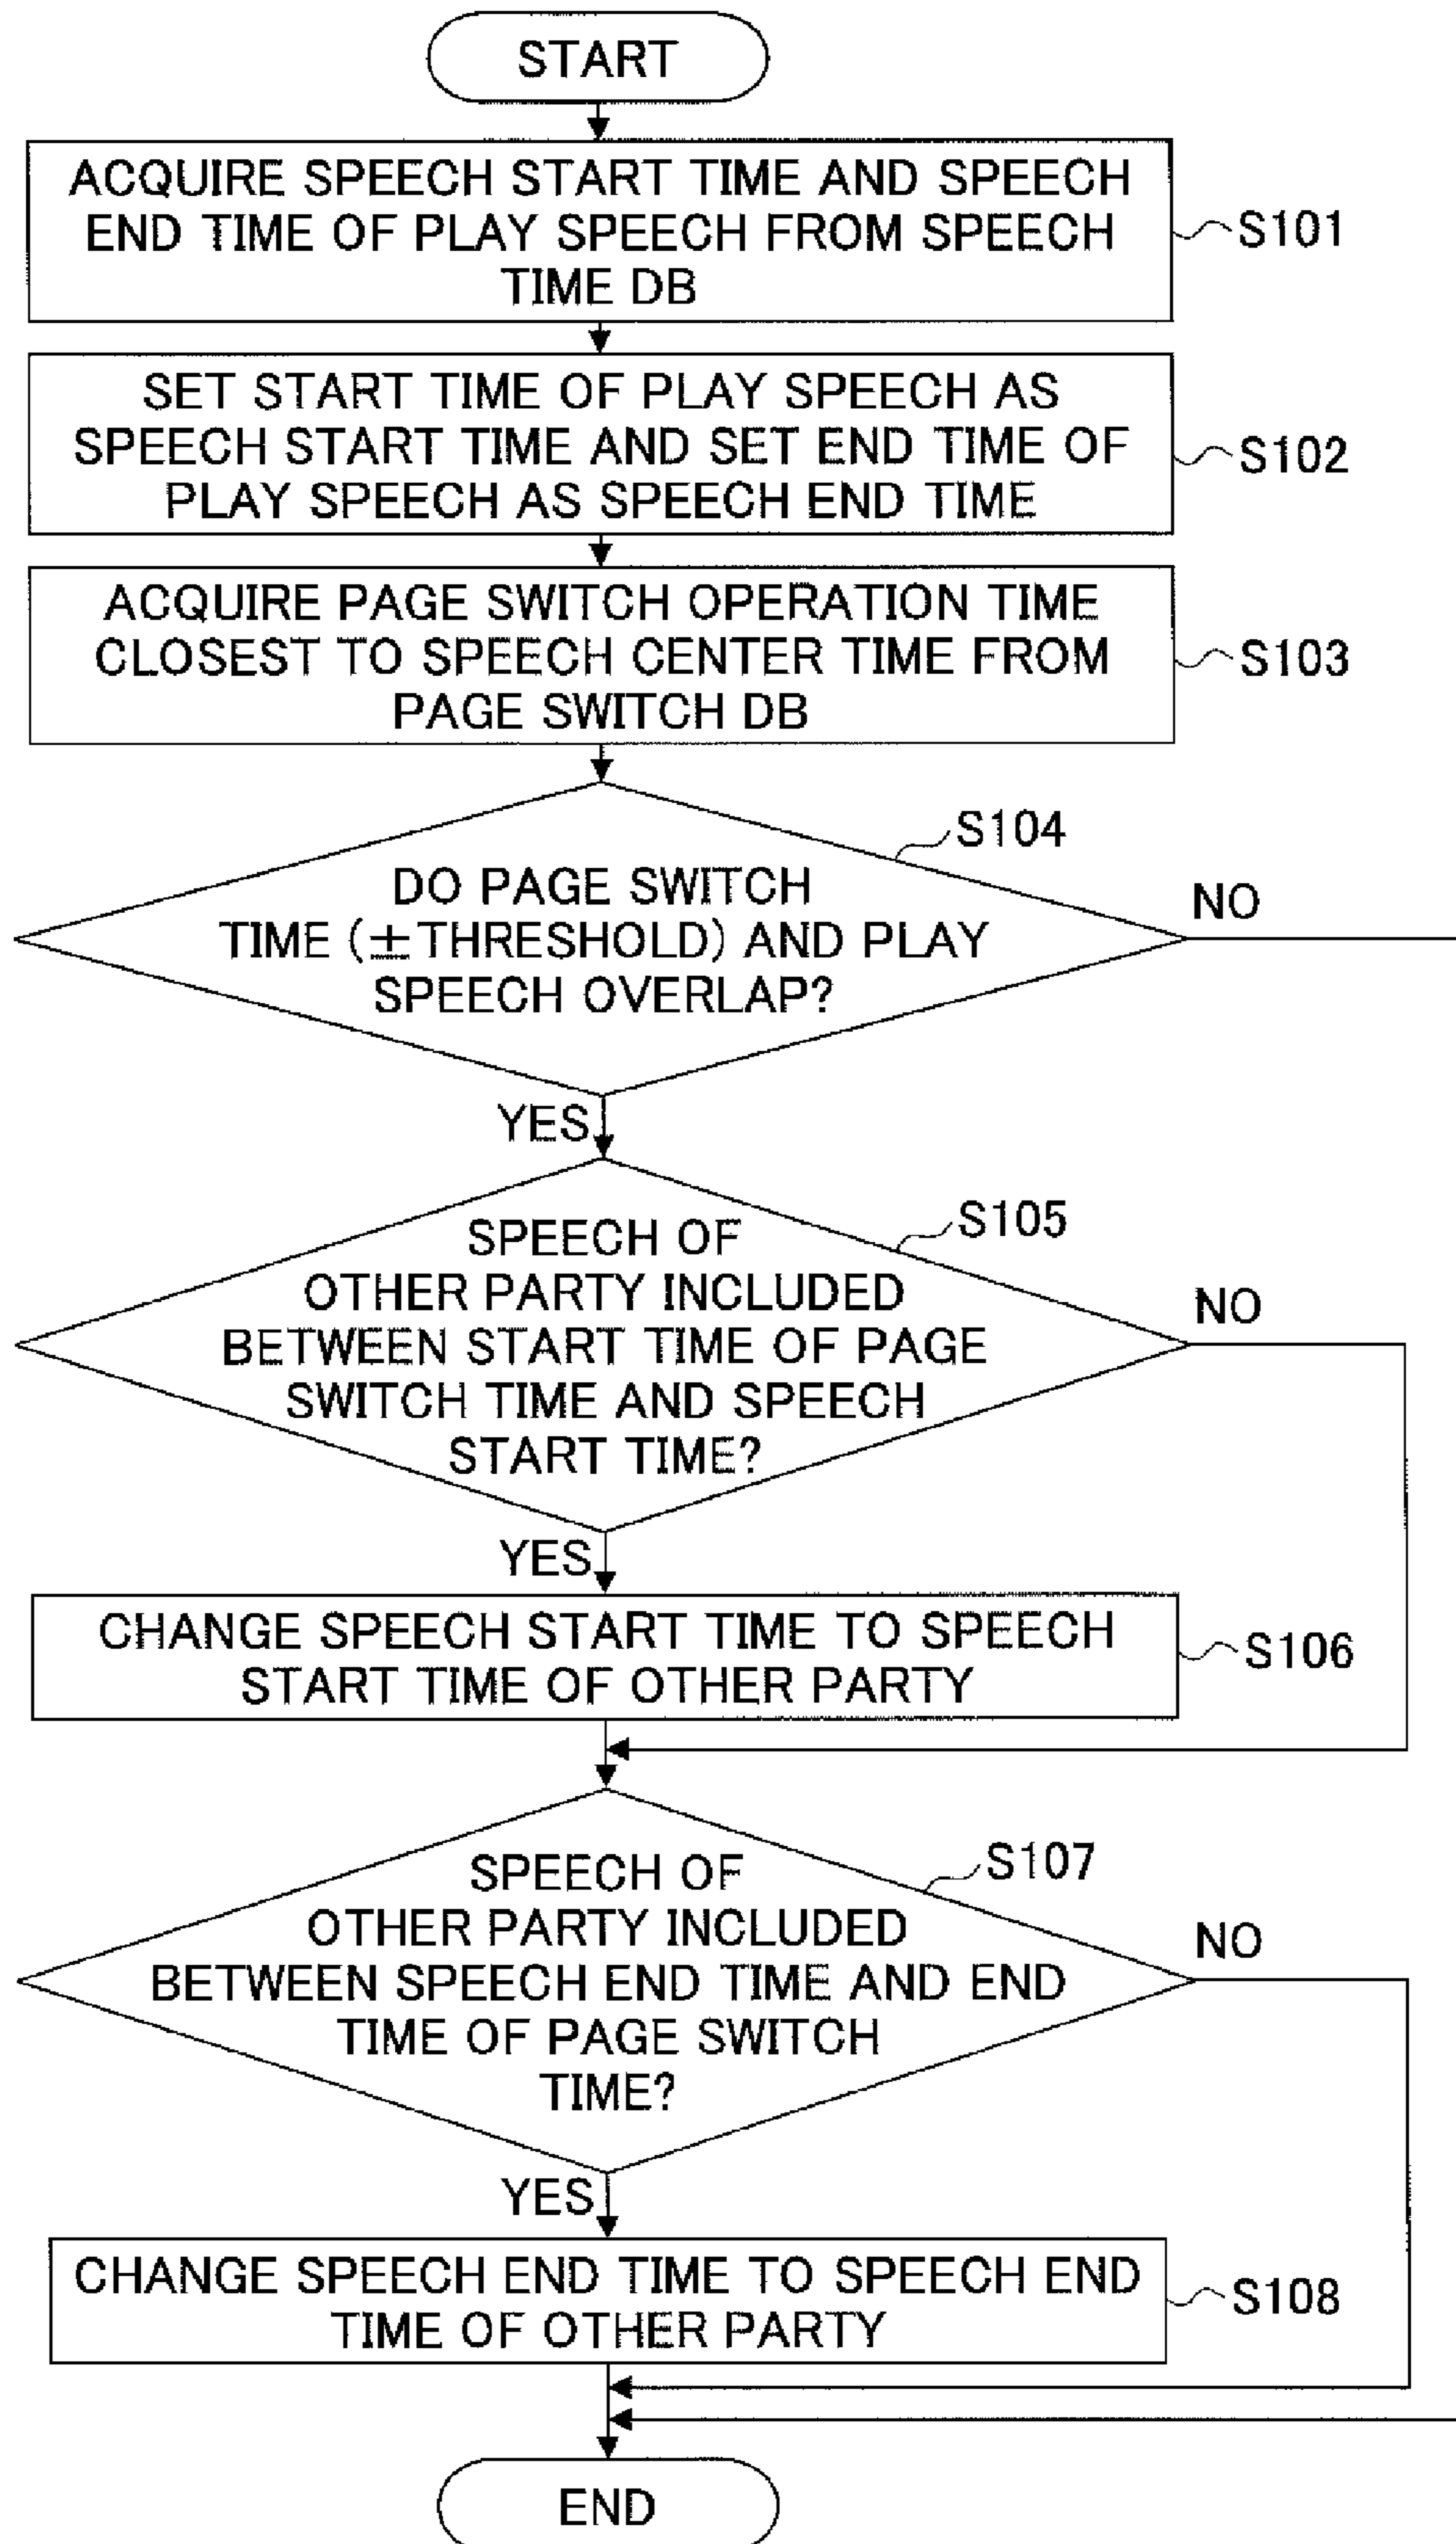 START
ACQUIRE SPEECH START TIME AND SPEECH
END TIME OF PLAY SPEECH FROM SPEECH
TIME DB
S101
SET START TIME OF PLAY SPEECH AS
SPEECH START TIME AND SET END TIME OF
PLAY SPEECH AS SPEECH END TIME
S102
ACQUIRE PAGE SWITCH OPERATION TIME
CLOSEST TO SPEECH CENTER TIME FROM
PAGE SWITCH DB
S103
S104
DO PAGE SWITCH
TIME (±THRESHOLD) AND PLAY
SPEECH OVERLAP?
NO
YES
S105
SPEECH OF
OTHER PARTY INCLUDED
BETWEEN START TIME OF PAGE
SWITCH TIME AND SPEECH
START TIME?
NO
YES
CHANGE SPEECH START TIME TO SPEECH
START TIME OF OTHER PARTY
S106
S107
SPEECH OF
OTHER PARTY INCLUDED
BETWEEN SPEECH END TIME AND END
TIME OF PAGE SWITCH
TIME?
NO
YES
CHANGE SPEECH END TIME TO SPEECH END
TIME OF OTHER PARTY
S108
END